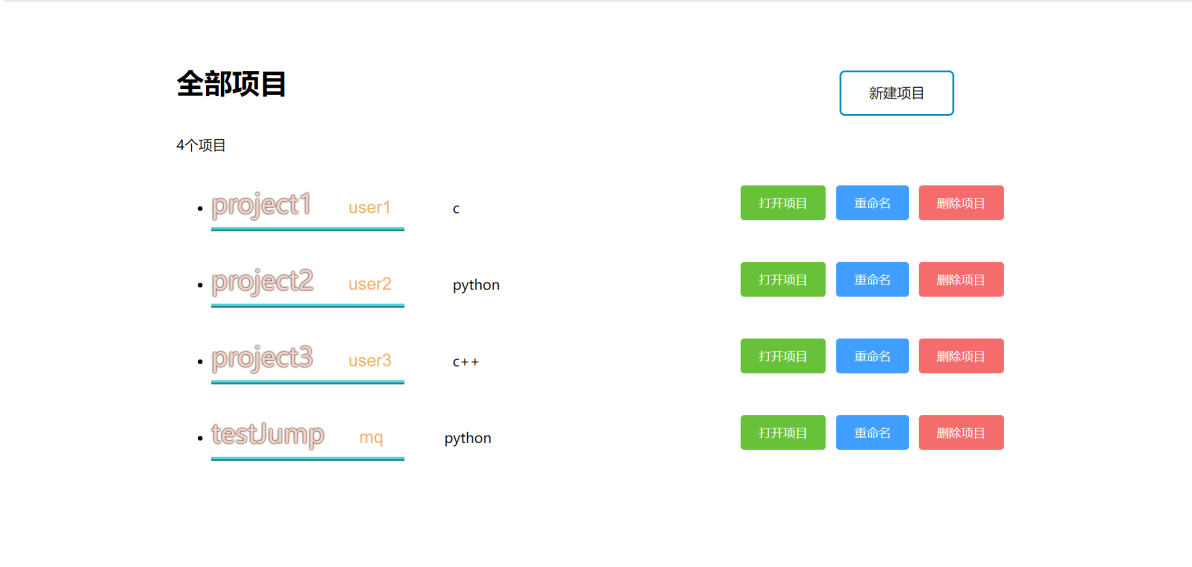 全部项目 新建项目
4个项目
project1 user1 c 打开项目 重命名 删除项目
project2 user2 python 打开项目 重命名 删除项目
project3 user3 c++ 打开项目 重命名 删除项目
testJump mq python 打开项目 重命名 删除项目